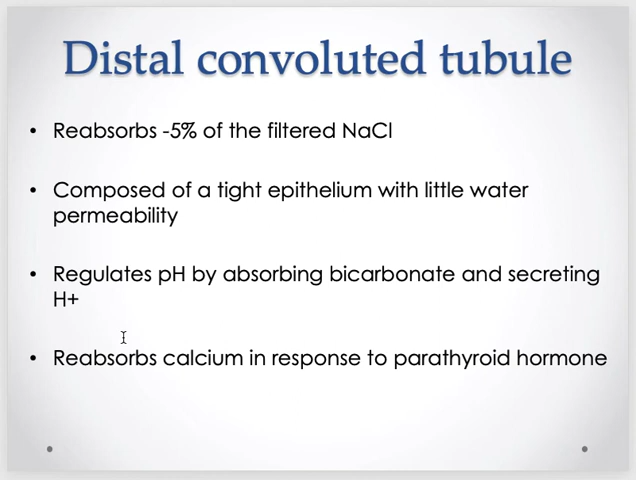 Distal convoluted tubule
• Reabsorbs -5% of the filtered NaCl
• Composed of a tight epithelium with little water
permeability
• Regulates pH by absorbing bicarbonate and secreting
H+
• Reabsorbs calcium in response to parathyroid hormone